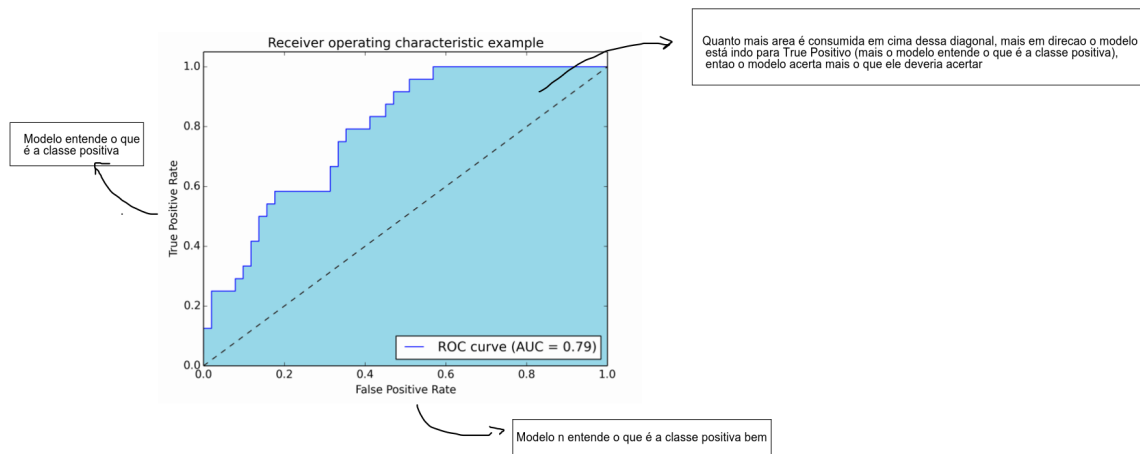 Quanto mais area é consumida em cima dessa diagonal, mais em direcao o modelo
está indo para True Positivo (mais o modelo entende o que é a classe positiva),
entao o modelo acerta mais o que ele deveria acertar
Receiver operating characteristic example
Modelo entende o que
é a classe positiva
True Positive Rate
1.0
0.8
0.6
0.4
0.2
0.0
ROC curve (AUC = 0.79)
0.0 0.2 0.4 0.6 0.8 1.0
False Positive Rate
Modelo n entende o que é a classe positiva bem